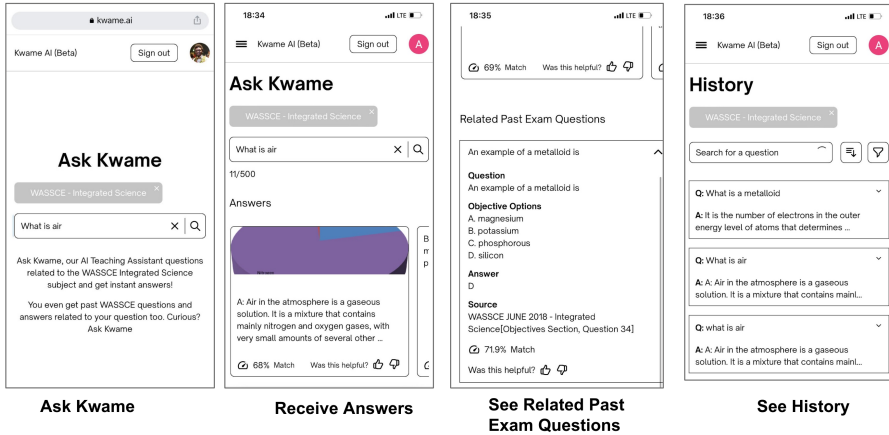 kwame.ai
Kwame AI (Beta)
Sign out
Ask Kwame
WASSCE - Integrated Science ×
What is air
Ask Kwame, our AI Teaching Assistant questions
related to the WASSCE Integrated Science
subject and get instant answers!
You even get past WASSCE questions and
answers related to your question too. Curious?
Ask Kwame
Ask Kwame
18:34
LTE
Kwame AI (Beta)
Sign out
A
Ask Kwame
WASSCE - Integrated Science ×
What is air
11/500
Answers
A: Air in the atmosphere is a gaseous
solution. It is a mixture that contains
mainly nitrogen and oxygen gases, with
very small amounts of several other ...
68% Match
Was this helpful?
B
m
p
Receive Answers
18:35
LTE
69% Match
Was this helpful?
Related Past Exam Questions
An example of a metalloid is
Question
An example of a metalloid is
Objective Options
A. magnesium
B. potassium
C. phosphorous
D. silicon
Answer
D
Source
WASSCE JUNE 2018 - Integrated
Science[Objectives Section, Question 34]
71.9% Match
Was this helpful?
See Related Past
Exam Questions
18:36
LTE
Kwame AI (Beta)
Sign out
A
History
WASSCE - Integrated Science ×
Search for a question
Q: What is a metalloid
A: It is the number of electrons in the outer
energy level of atoms that determines ...
Q: What is air
A: A: Air in the atmosphere is a gaseous
solution. It is a mixture that contains mainl...
Q: what is air
A: A: Air in the atmosphere is a gaseous
solution. It is a mixture that contains mainl...
See History